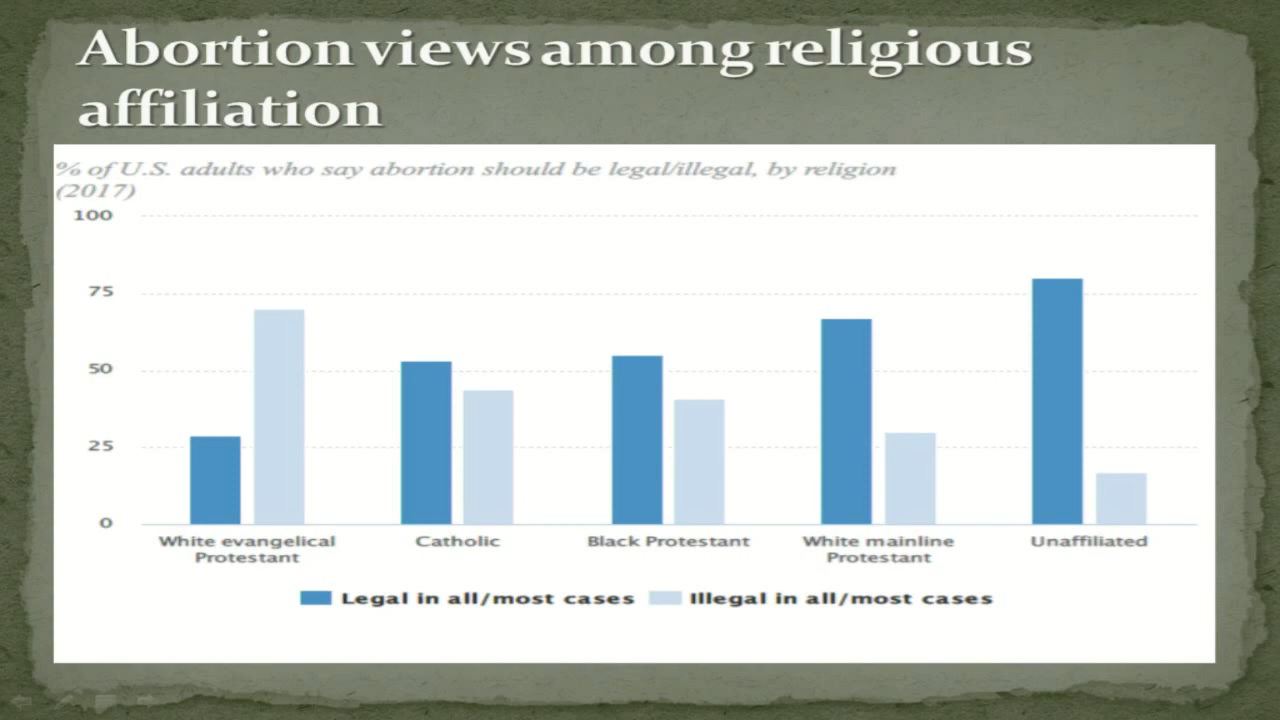 Abortion views among religious
affiliation
% of U.S. adults who say abortion should be legal/illegal, by religion
(2017)
100
75
50
25
0
White evangelical
Protestant
Catholic
Black Protestant
White mainline
Protestant
Unaffiliated
Legal in all/most cases
Illegal in all/most cases